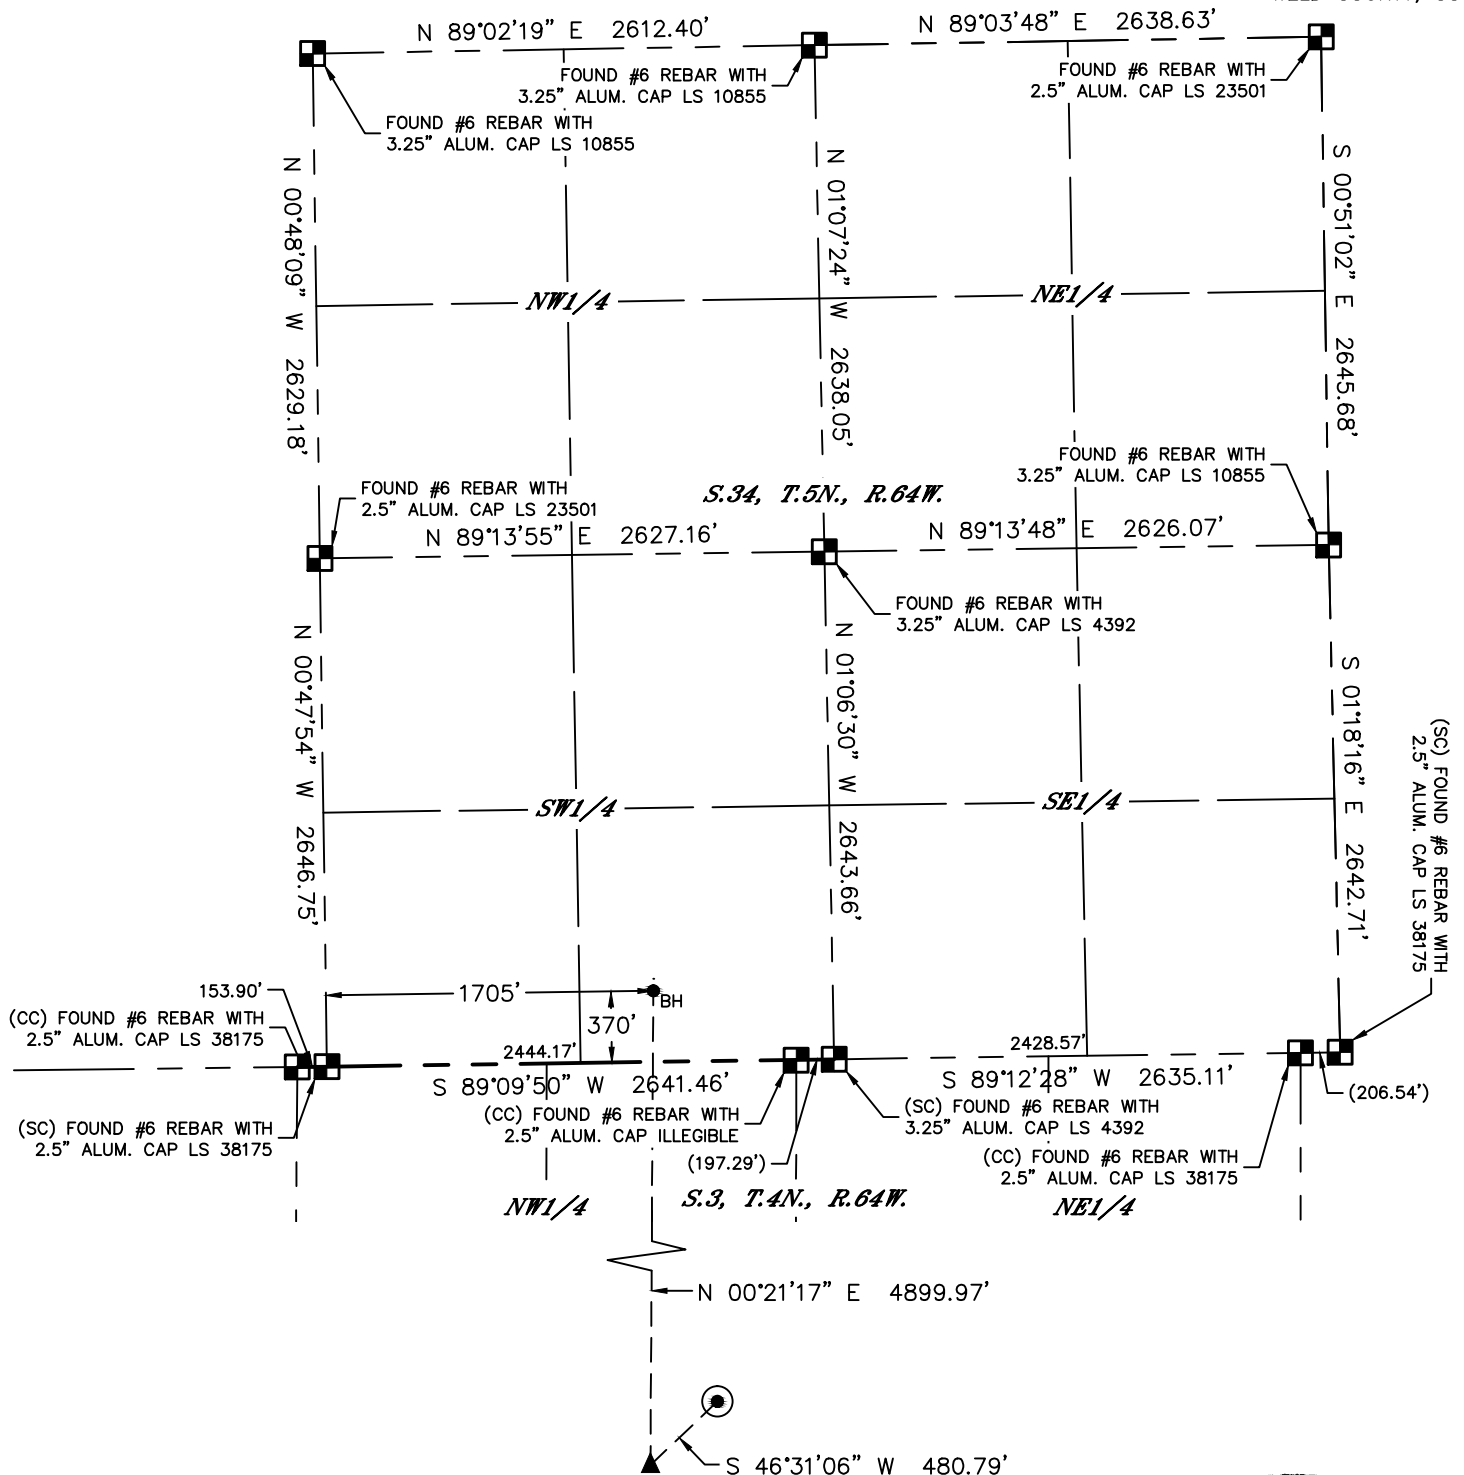 N 89°02'19" E 2612.40'
N 89°03'48" E 2638.63'
FOUND #6 REBAR WITH
3.25" ALUM. CAP LS 10855
FOUND #6 REBAR WITH
2.5" ALUM. CAP LS 23501
FOUND #6 REBAR WITH
3.25" ALUM. CAP LS 10855
N 00°48'09" W 2629.18'
N 01°07'24" W 2638.05'
S 00°51'02" E 2645.68'
NW1/4
NE1/4
FOUND #6 REBAR WITH
3.25" ALUM. CAP LS 10855
FOUND #6 REBAR WITH
2.5" ALUM. CAP LS 23501
S.34, T.5N., R.64W.
N 89°13'55" E 2627.16'
N 89°13'48" E 2626.07'
FOUND #6 REBAR WITH
3.25" ALUM. CAP LS 4392
N 00°47'54" W 2646.75'
N 01°06'30" W 2643.66'
S 01°18'16" E 2642.71'
(SC) FOUND #6 REBAR WITH
2.5" ALUM. CAP LS 38175
SW1/4
SE1/4
153.90'
1705'
BH
370'
(CC) FOUND #6 REBAR WITH
2.5" ALUM. CAP LS 38175
2444.17'
2428.57'
S 89°09'50" W 2641.46'
S 89°12'28" W 2635.11'
(206.54')
(SC) FOUND #6 REBAR WITH
2.5" ALUM. CAP LS 38175
(CC) FOUND #6 REBAR WITH
2.5" ALUM. CAP ILLEGIBLE
(SC) FOUND #6 REBAR WITH
3.25" ALUM. CAP LS 4392
(197.29')
(CC) FOUND #6 REBAR WITH
2.5" ALUM. CAP LS 38175
NW1/4
S.3, T.4N., R.64W.
NE1/4
N 00°21'17" E 4899.97'
S 46°31'06" W 480.79'